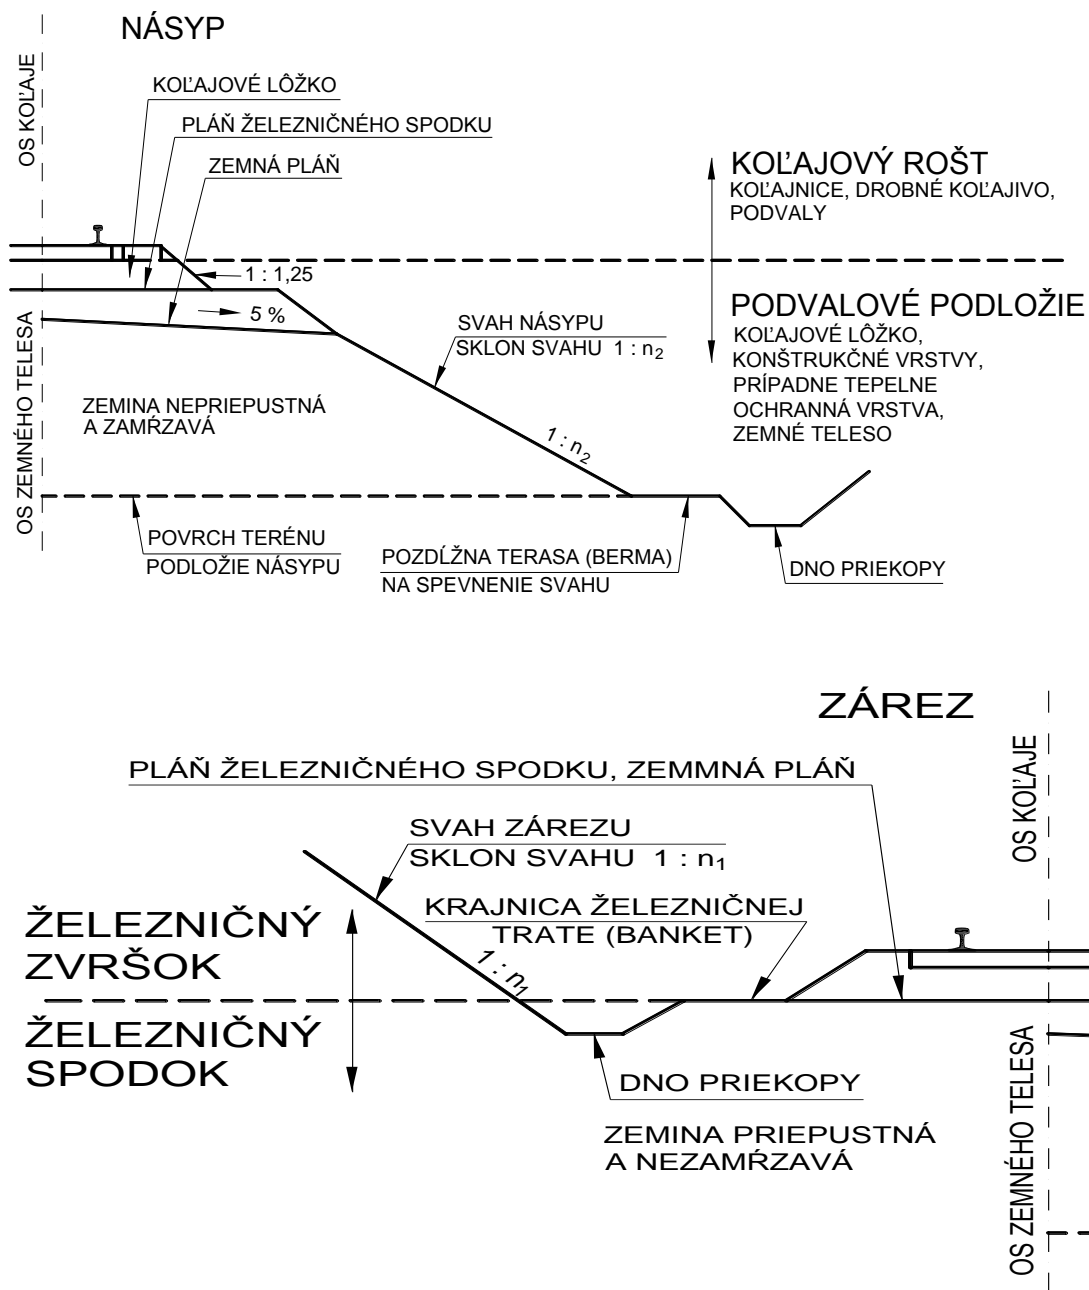 NÁSYP
OS KOĽAJE
KOĽAJOVÉ LÔŽKO
PLÁŇ ŽELEZNIČNÉHO SPODKU
ZEMNÁ PLÁŇ
KOĽAJOVÝ ROŠT
KOĽAJNICE, DROBNÉ KOĽAJIVO,
PODVALY
1 : 1,25
5 %
OS ZEMNÉHO TELESA
SVAH NÁSYPU
SKLON SVAHU 1 : n2
PODVALOVÉ PODLOŽIE
KOĽAJOVÉ LÔŽKO,
KONŠTRUKČNÉ VRSTVY,
PRÍPADNE TEPELNE
OCHRANNÁ VRSTVA,
ZEMNÉ TELESO
ZEMINA NEPRIEPUSTNÁ
A ZAMŔZAVÁ
1 : n2
POVRCH TERÉNU
PODLOŽIE NÁSYPU
POZDĹŽNA TERASA (BERMA)
NA SPEVNENIE SVAHU
DNO PRIEKOPY
ZÁREZ
OS KOĽAJE
PLÁŇ ŽELEZNIČNÉHO SPODKU, ZEMMNÁ PLÁŇ
SVAH ZÁREZU
SKLON SVAHU 1 : n1
KRAJNICA ŽELEZNIČNEJ
TRATE (BANKET)
ŽELEZNIČNÝ
ZVRŠOK
1 : n1
ŽELEZNIČNÝ
SPODOK
DNO PRIEKOPY
ZEMINA PRIEPUSTNÁ
A NEZAMŔZAVÁ
OS ZEMNÉHO TELESA